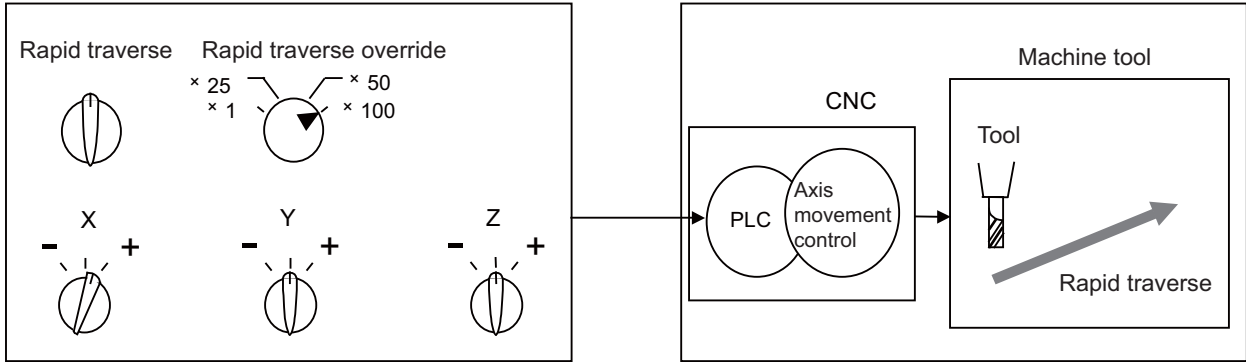 Rapid traverse
Rapid traverse override
× 25
× 50
× 1
× 100
X
Y
Z
- +
- +
- +
CNC
Machine tool
PLC
Axis
movement
control
Tool
Rapid traverse